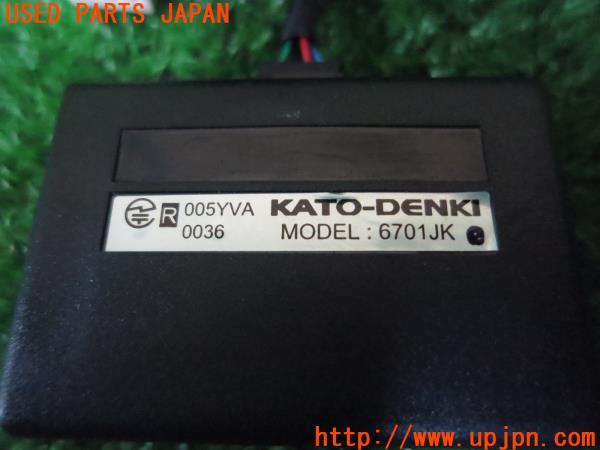 USED PARTS JAPAN
R 005YVA KATO-DENKI
0036 MODEL : 6701JK
http://www.upjpn.com